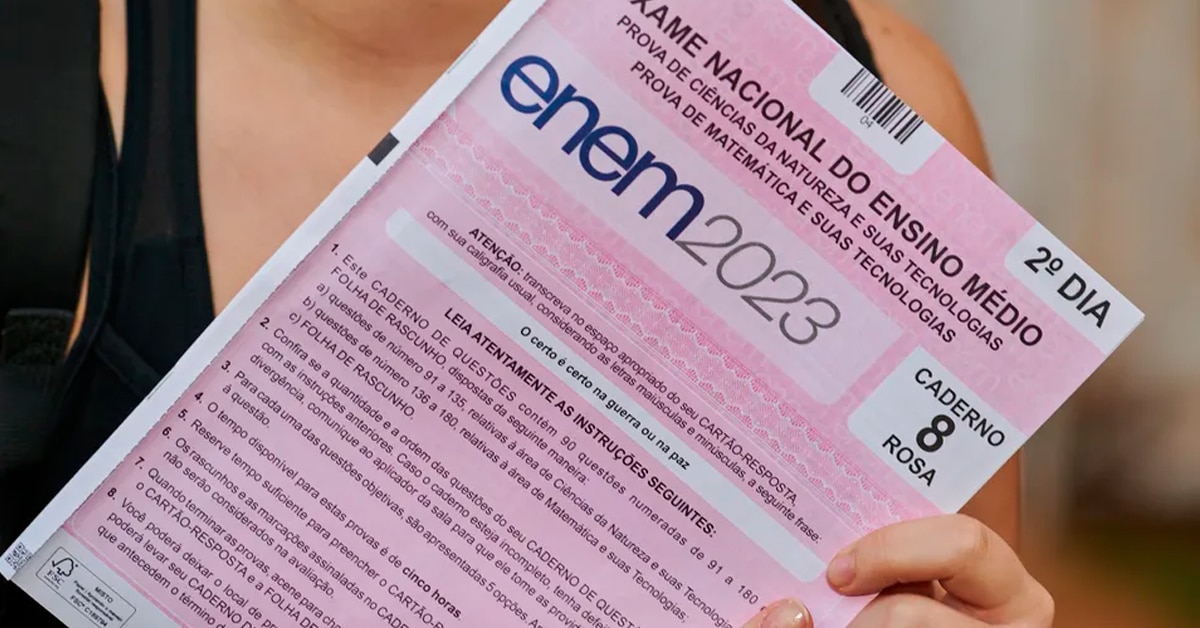 EXAME NACIONAL DO ENSINO MÉDIO
PROVA DE CIÊNCIAS DA NATUREZA E SUAS TECNOLOGIAS
PROVA DE MATEMÁTICA E SUAS TECNOLOGIAS
04
2º DIA
enem2023
CADERNO
8
ROSA
ATENÇÃO: transcreva no espaço apropriado do seu CARTÃO-RESPOSTA,
com sua caligrafia usual, considerando as letras maiúsculas e minúsculas, a seguinte frase:
O certo é certo na guerra ou na paz
LEIA ATENTAMENTE AS INSTRUÇÕES SEGUINTES:
1. Este CADERNO DE QUESTÕES contém 90 questões numeradas de 91 a 180
FOLHA DE RASCUNHO, dispostas da seguinte maneira:
a) questões de número 91 a 135, relativas à área de Ciências da Natureza e suas Tecnologia
b) questões de número 136 a 180, relativas à área de Matemática e suas Tecnologias;
c) FOLHA DE RASCUNHO.
2. Confira se a quantidade e a ordem das questões do seu CADERNO DE QUEST
com as instruções anteriores. Caso o caderno esteja incompleto, tenha defei
divergência, comunique ao aplicador da sala para que ele tome as provid
3. Para cada uma das questões objetivas, são apresentadas 5 opções. A
à questão.
4. O tempo disponível para estas provas é de cinco horas.
5. Reserve tempo suficiente para preencher o CARTÃO-R
6. Os rascunhos e as marcações assinaladas no CADE
não serão considerados na avaliação.
7. Quando terminar as provas, acene para ch
o CARTÃO-RESPOSTA e a FOLHA DE
8. Você poderá deixar o local de
poderá levar seu CADERNO D
que antecedem o término d
FSC
MISTO